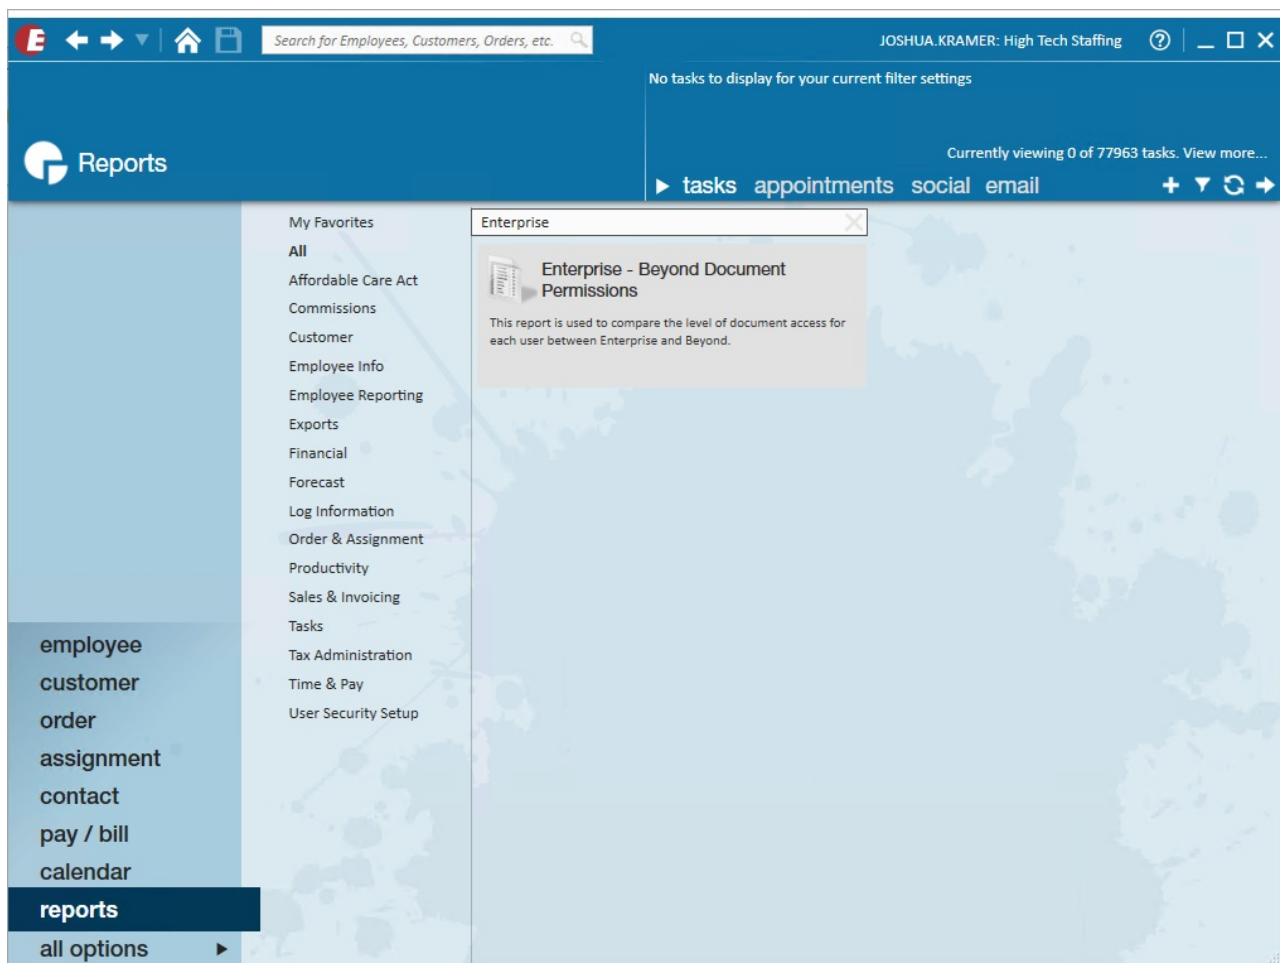 E
Search for Employees, Customers, Orders, etc.
JOSHUA.KRAMER: High Tech Staffing
No tasks to display for your current filter settings
Currently viewing 0 of 77963 tasks. View more...
Reports
tasks appointments social email
My Favorites
All
Affordable Care Act
Commissions
Customer
Employee Info
Employee Reporting
Exports
Financial
Forecast
Log Information
Order & Assignment
Productivity
Sales & Invoicing
Tasks
Tax Administration
Time & Pay
User Security Setup
Enterprise
Enterprise - Beyond Document
Permissions
This report is used to compare the level of document access for
each user between Enterprise and Beyond.
employee
customer
order
assignment
contact
pay / bill
calendar
reports
all options